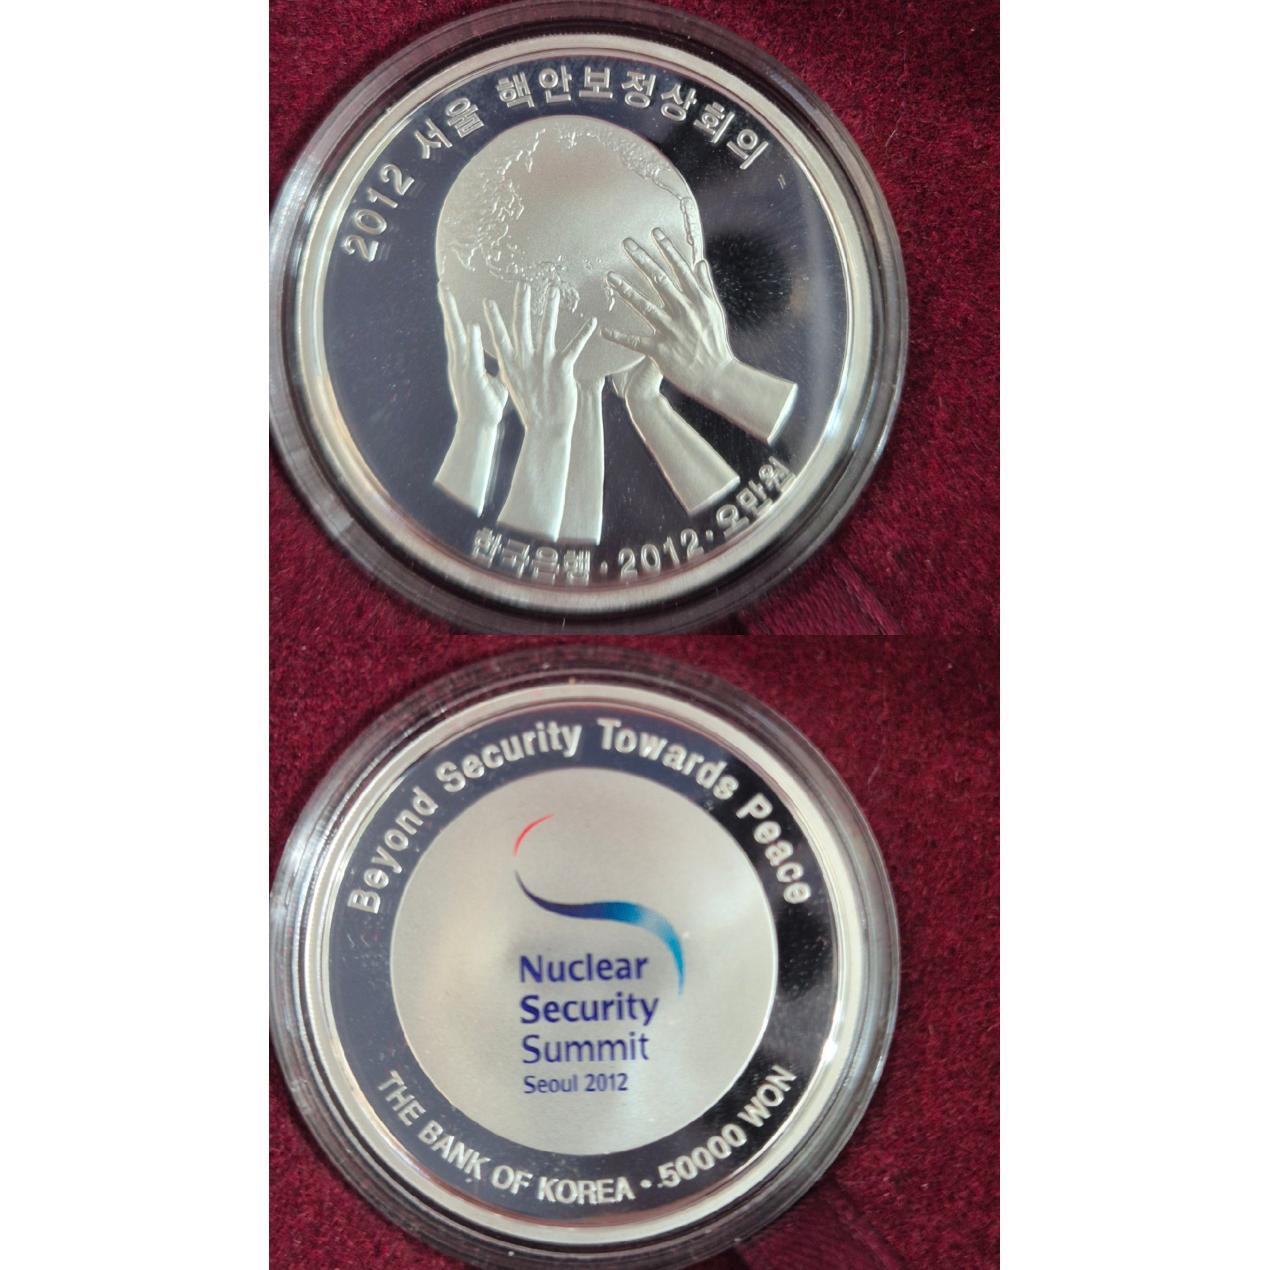 2012 서울 핵안보정상회의
한국은행·2012·오만원
Beyond Security Towards Peace
Nuclear
Security
Summit
Seoul 2012
THE BANK OF KOREA · 50000 WON